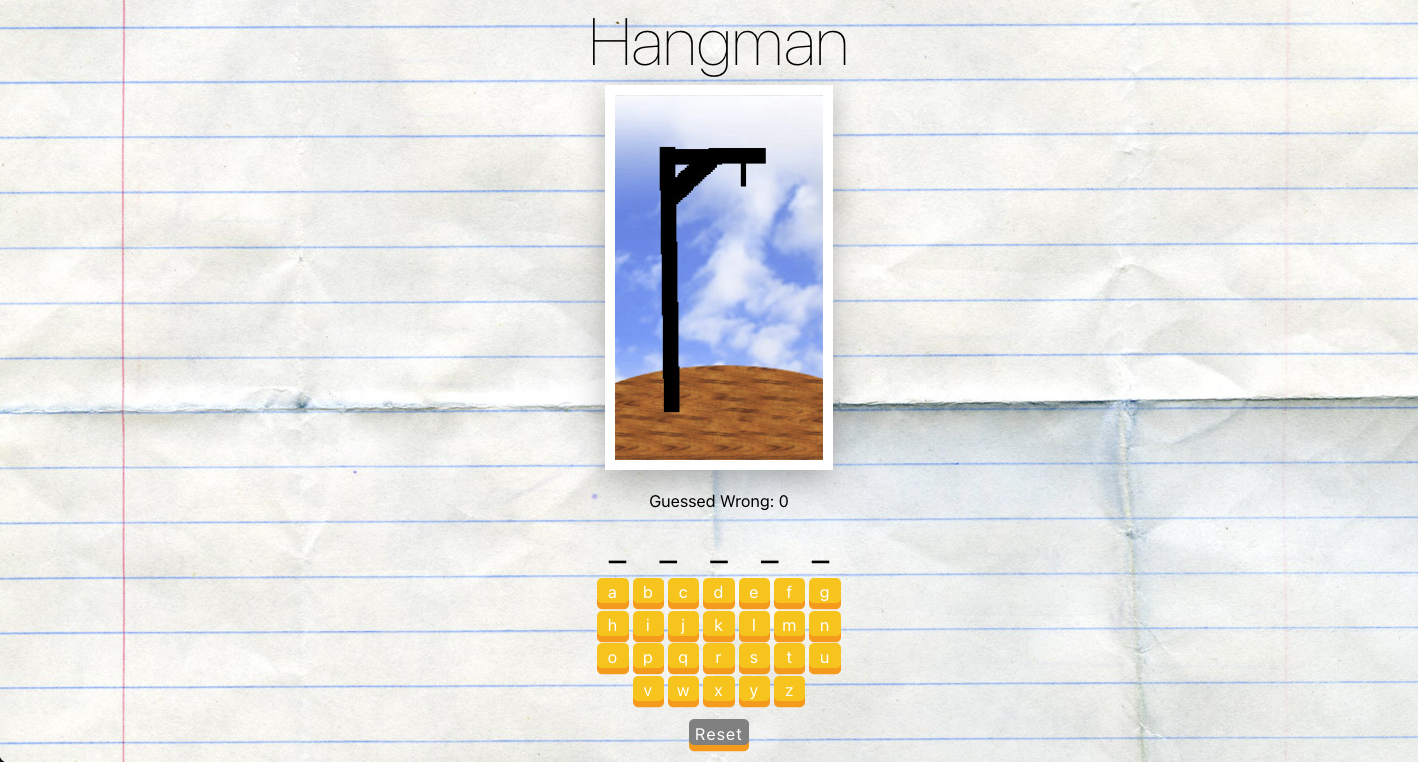 Hangman
Guessed Wrong: 0
_ _ _ _ _
a b c d e f g
h i j k l m n
o p q r s t u
v w x y z
Reset